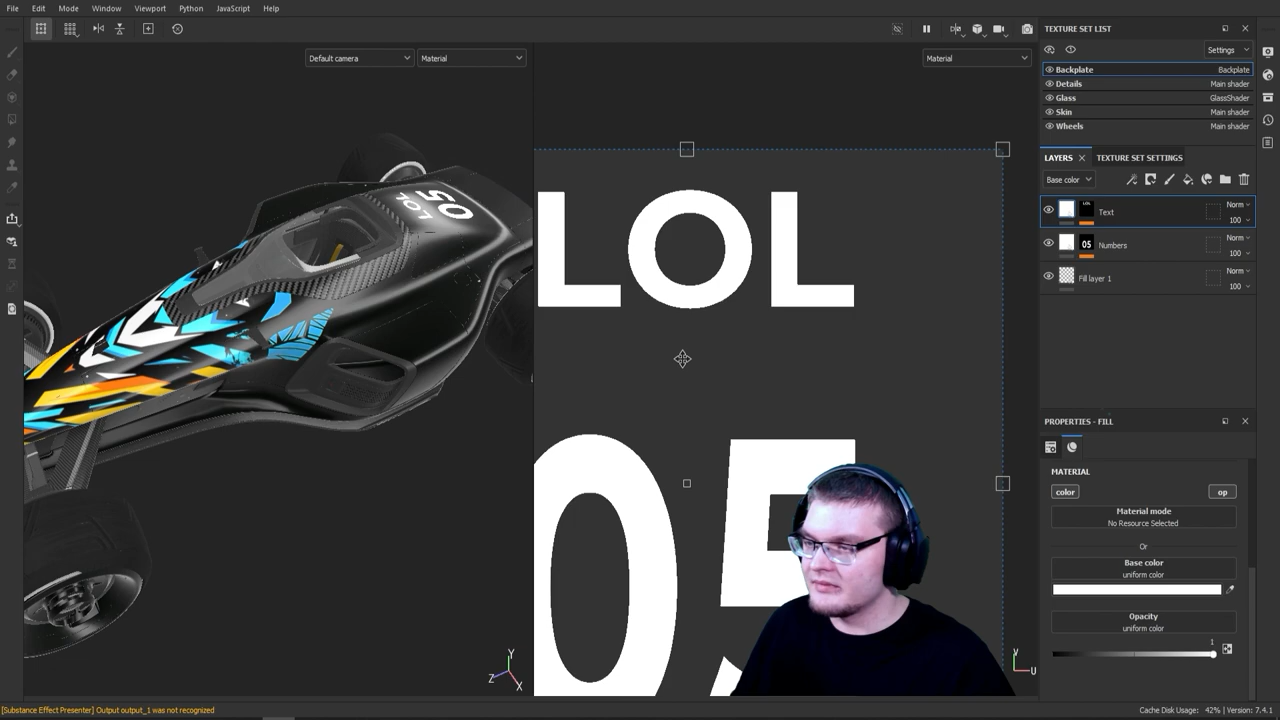 File Edit Mode Window Viewport Python JavaScript Help
Default camera
Material
Material
LOL
05
LOL
05
TEXTURE SET LIST
Settings
Backplate Backplate
Details Main shader
Glass GlassShader
Skin Main shader
Wheels Main shader
LAYERS
TEXTURE SET SETTINGS
Base color
Text Norm
100
05 Numbers Norm
100
Fill layer 1 Norm
100
PROPERTIES - FILL
MATERIAL
color op
Material mode
No Resource Selected
Or
Base color
uniform color
Opacity
uniform color
1
Y
Z
X
V
U
[Substance Effect Presenter] Output output_1 was not recognized
Cache Disk Usage: 42% | Version: 7.4.1